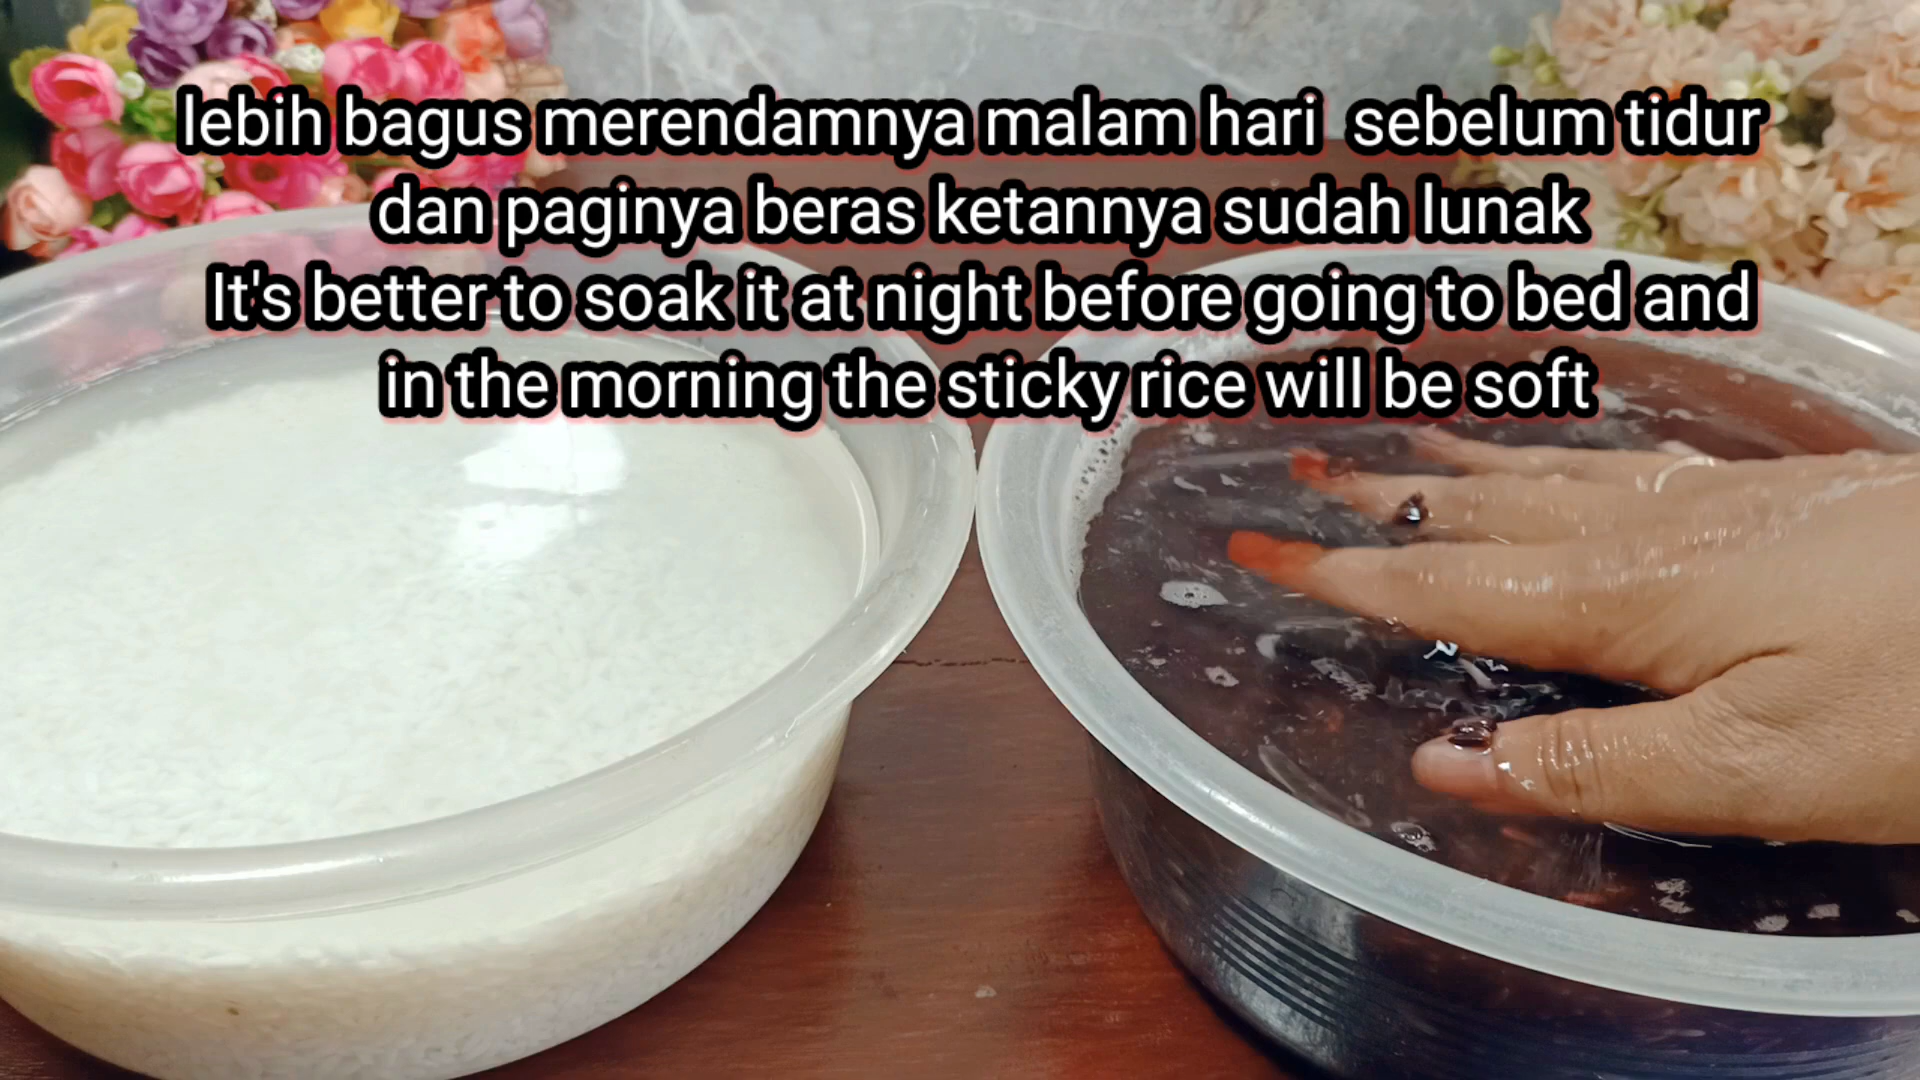 lebih bagus merendamnya malam hari  sebelum tidur
dan paginya beras ketannya sudah lunak
It's better to soak it at night before going to bed and
in the morning the sticky rice will be soft